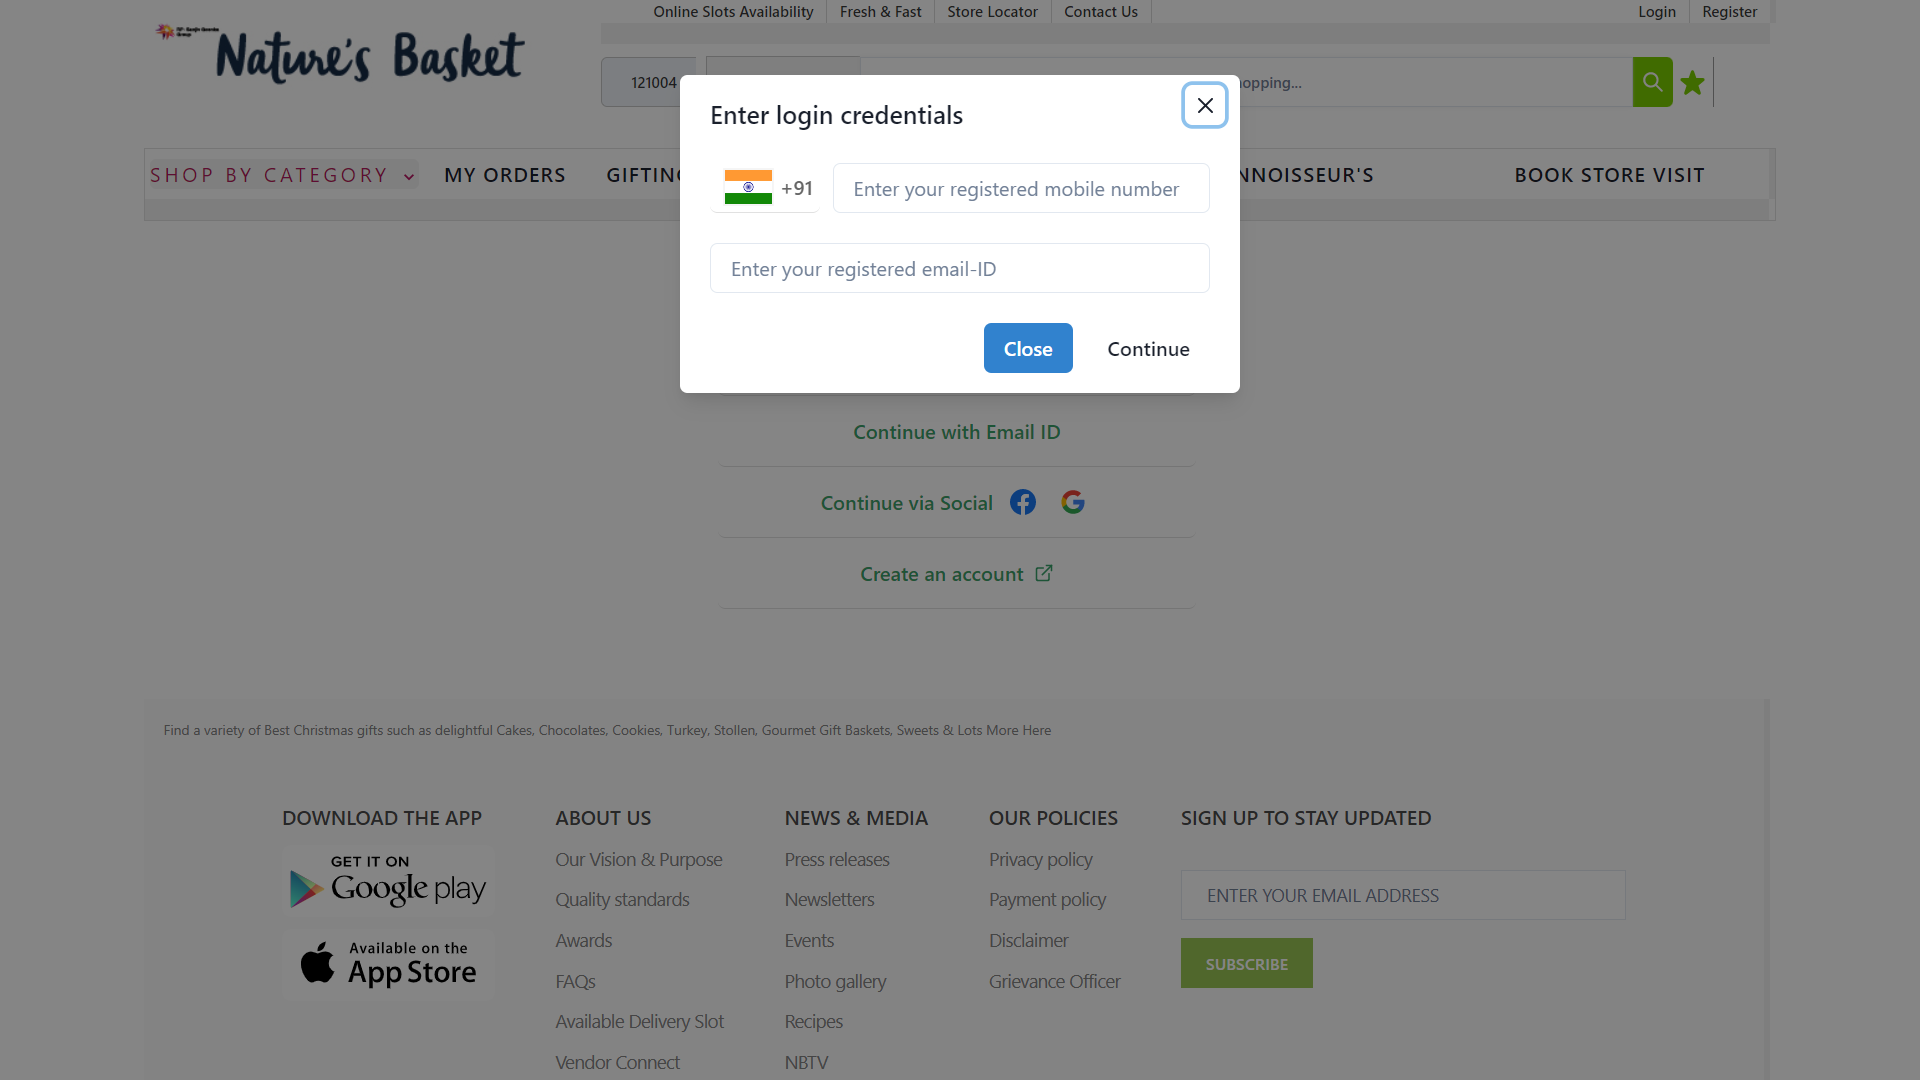 Online Slots Availability
Fresh & Fast
Store Locator
Contact Us
Login
Register
Nature's Basket
121004
hopping...
SHOP BY CATEGORY
MY ORDERS
GIFTING
NNOISSEUR'S
BOOK STORE VISIT
Enter login credentials
+91
Enter your registered mobile number
Enter your registered email-ID
Close
Continue
Continue with Email ID
Continue via Social
Create an account
Find a variety of Best Christmas gifts such as delightful Cakes, Chocolates, Cookies, Turkey, Stollen, Gourmet Gift Baskets, Sweets & Lots More Here
DOWNLOAD THE APP
GET IT ON
Google play
Available on the
App Store
ABOUT US
Our Vision & Purpose
Quality standards
Awards
FAQs
Available Delivery Slot
Vendor Connect
NEWS & MEDIA
Press releases
Newsletters
Events
Photo gallery
Recipes
NBTV
OUR POLICIES
Privacy policy
Payment policy
Disclaimer
Grievance Officer
SIGN UP TO STAY UPDATED
ENTER YOUR EMAIL ADDRESS
SUBSCRIBE